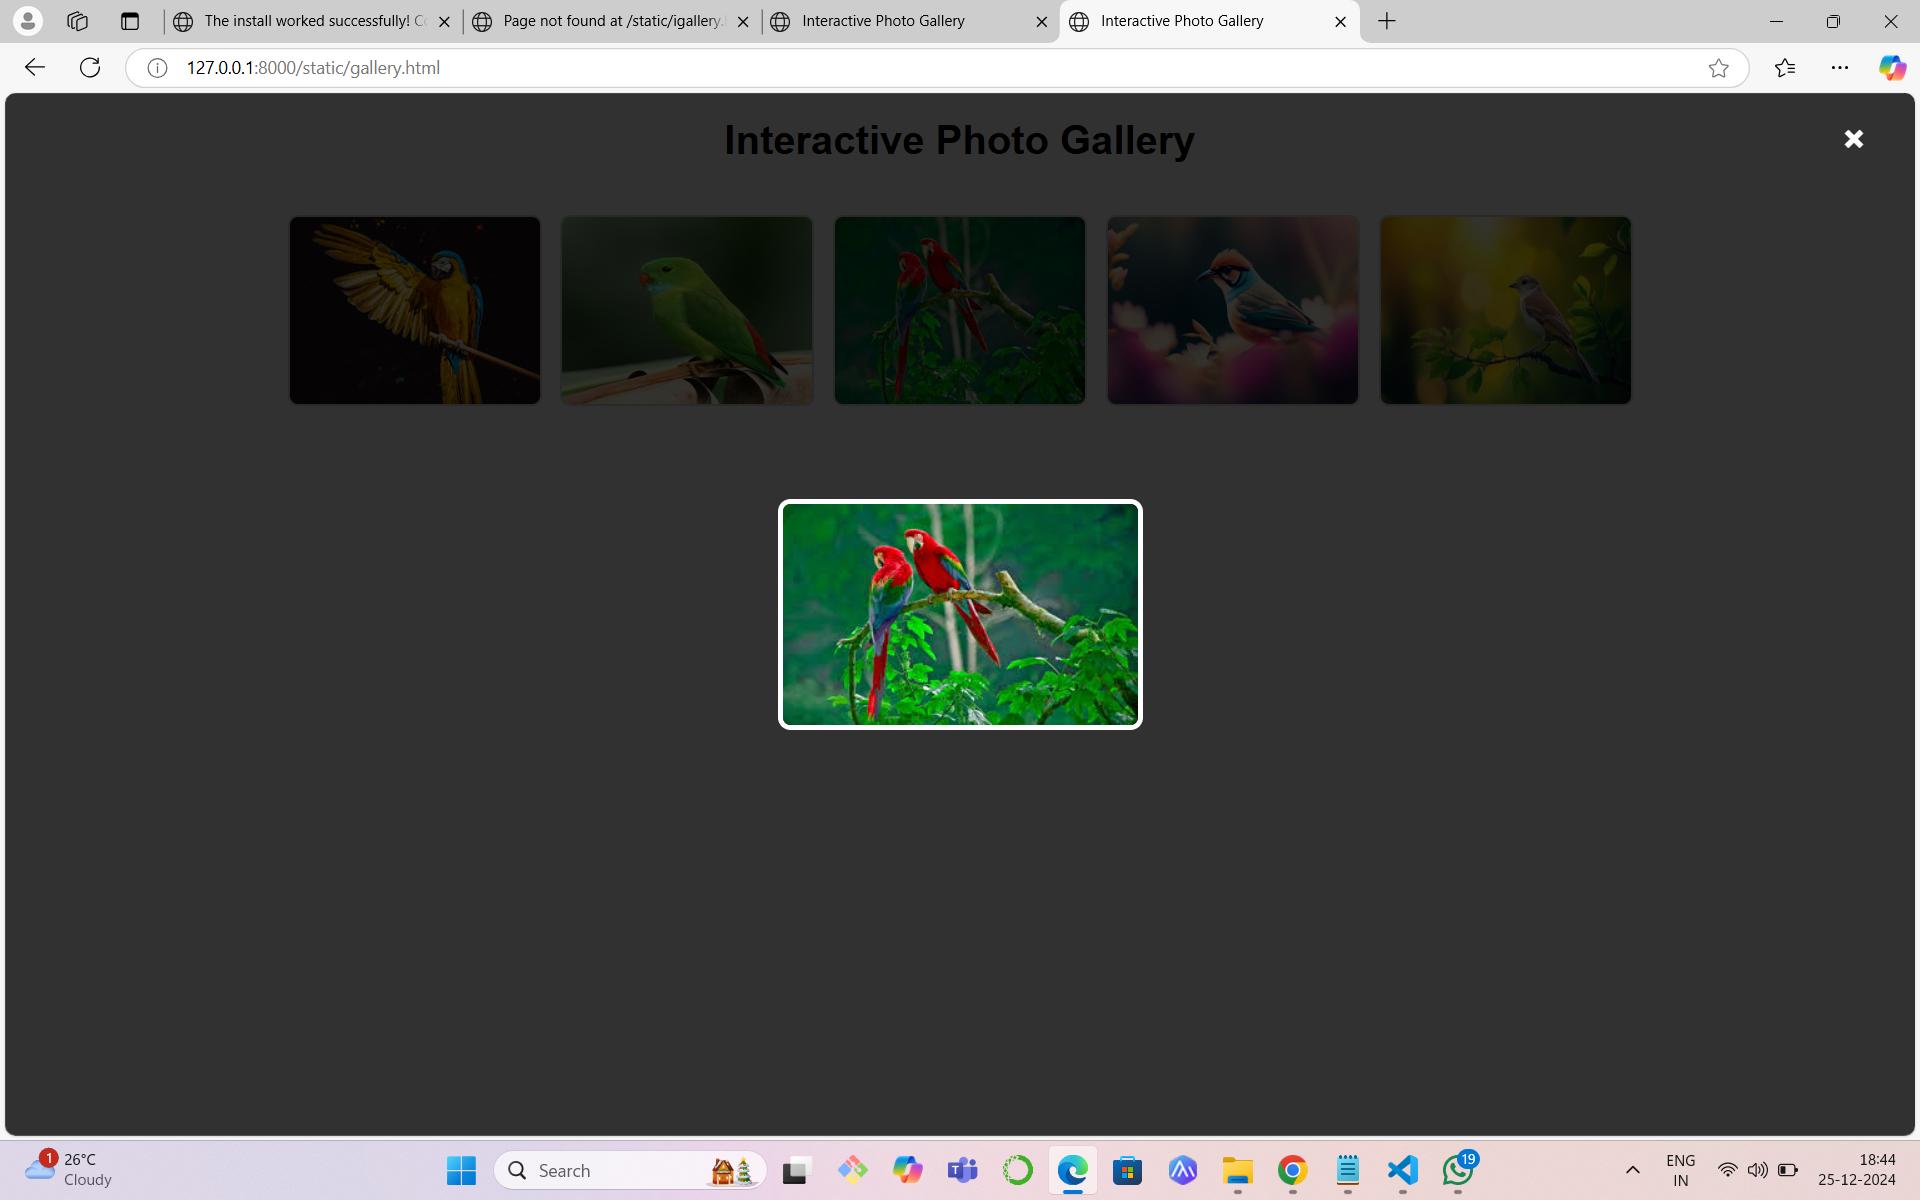 The install worked successfully! C
Page not found at /static/igallery.
Interactive Photo Gallery
Interactive Photo Gallery
127.0.0.1:8000/static/gallery.html
Interactive Photo Gallery
1
26°C
Cloudy
Search
19
ENG
IN
18:44
25-12-2024